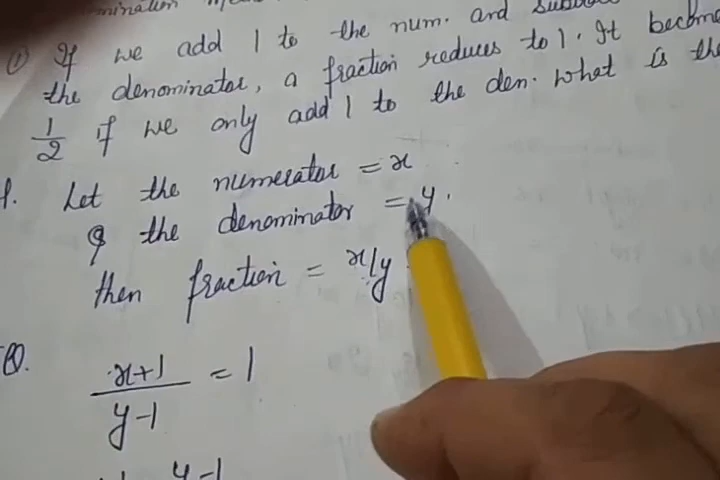 ① If we add 1 to the num. and
the denominator, a fraction reduces to 1. It
1/2 if we only add 1 to the den. What is the
Let the numerator = x
& the denominator = y.
then fraction = x/y
x+1 / y-1 = 1
y-1